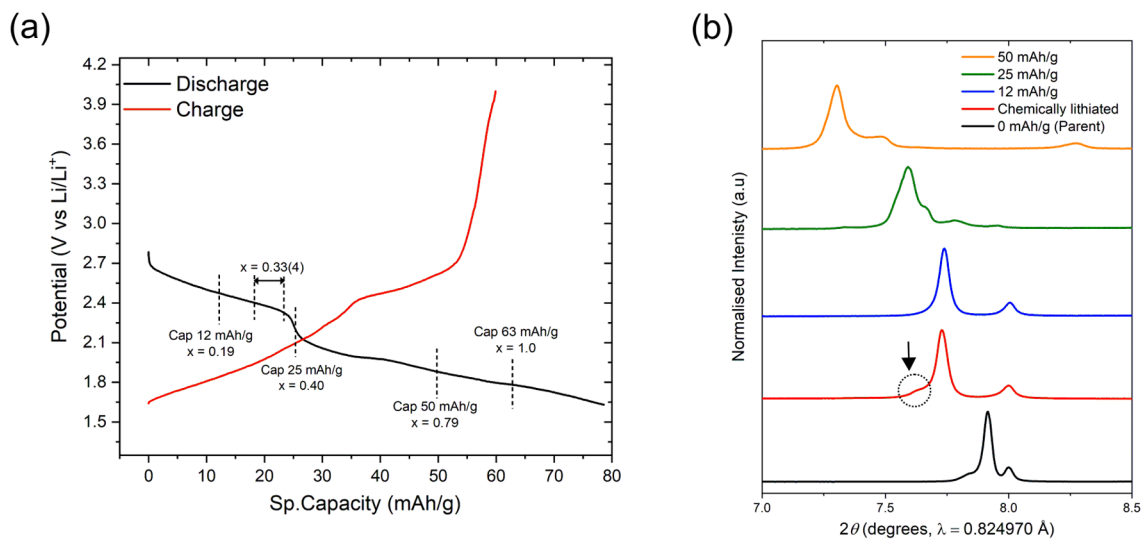 (a)
4.2
3.9
3.6
3.3
3.0
2.7
2.4
2.1
1.8
1.5
Potential (V vs Li/Li⁺)
Discharge
Charge
x = 0.33(4)
Cap 12 mAh/g
x = 0.19
Cap 25 mAh/g
x = 0.40
Cap 63 mAh/g
x = 1.0
Cap 50 mAh/g
x = 0.79
0 10 20 30 40 50 60 70 80
Sp.Capacity (mAh/g)
(b)
Normalised Intenisty (a.u)
50 mAh/g
25 mAh/g
12 mAh/g
Chemically lithiated
0 mAh/g (Parent)
7.0 7.5 8.0 8.5
2θ (degrees, λ = 0.824970 Å)